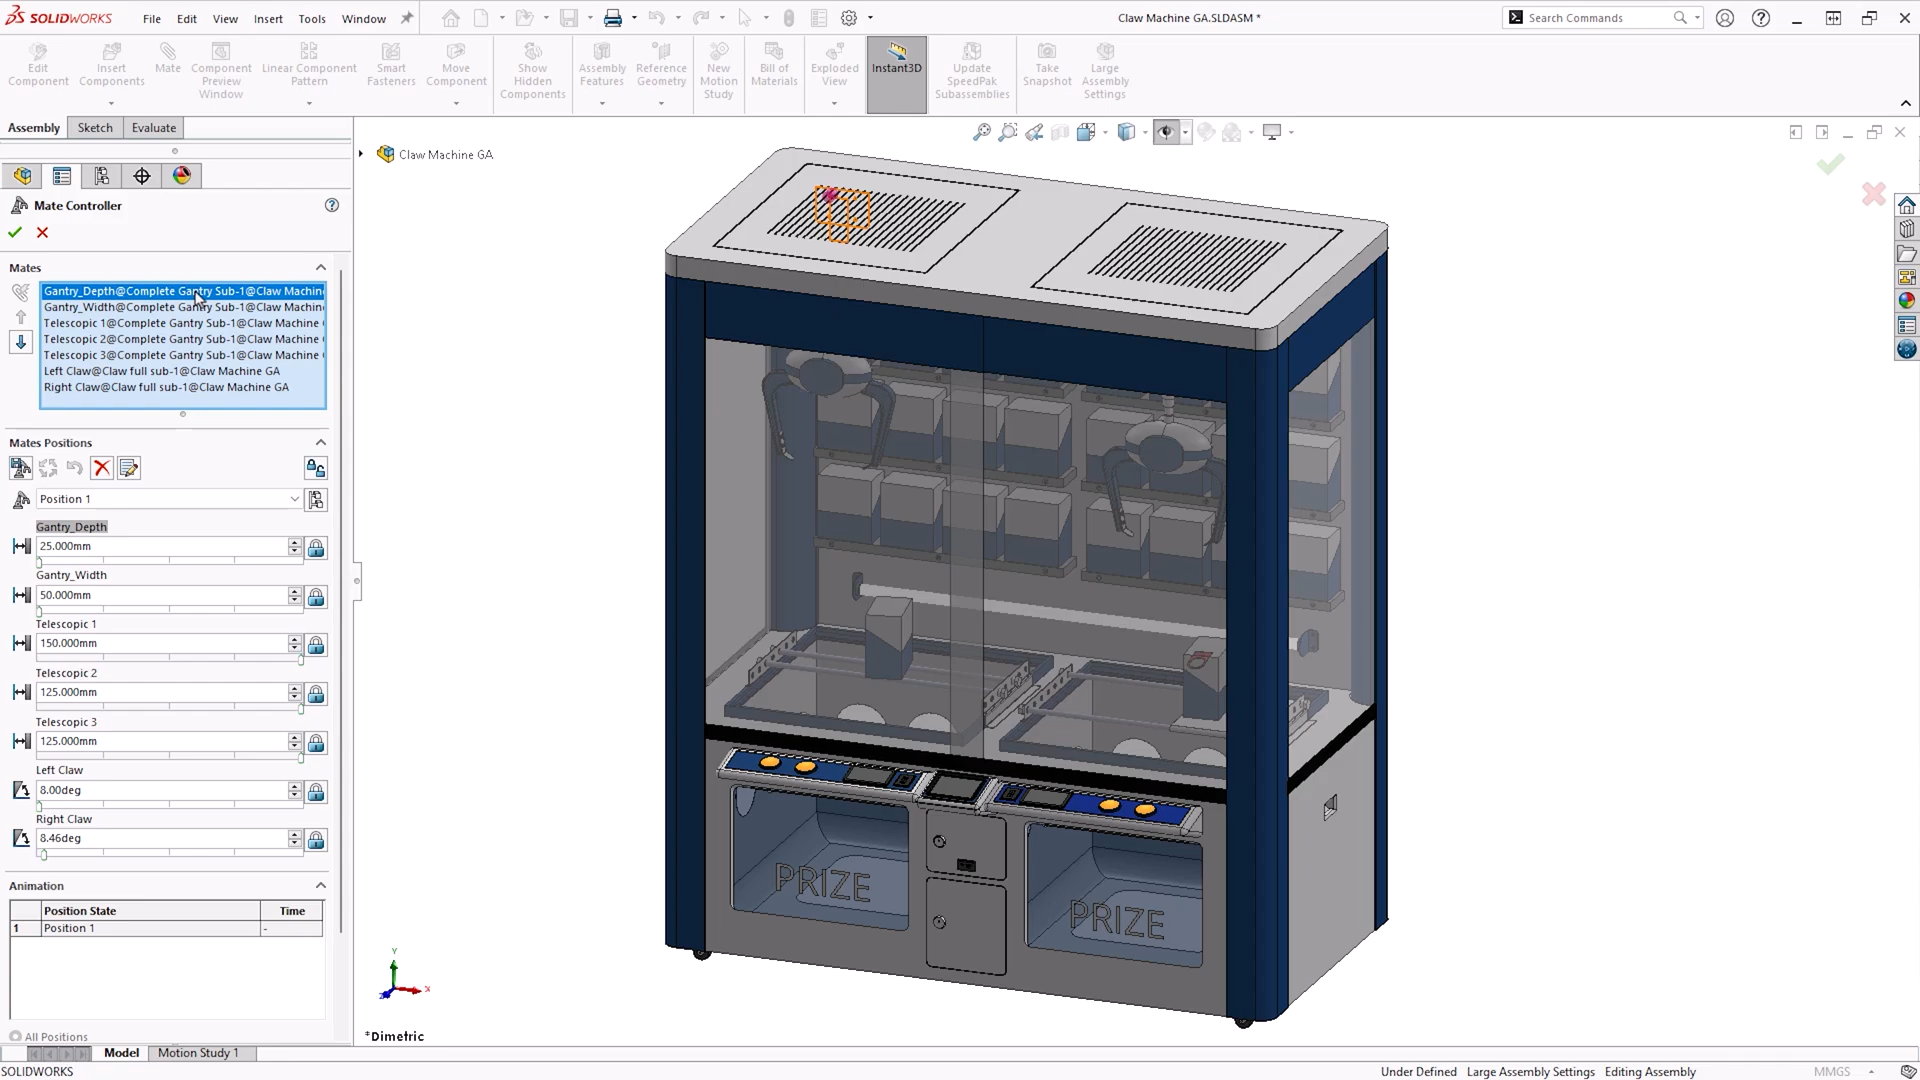 SOLIDWORKS File Edit View Insert Tools Window Claw Machine GA.SLDASM * Search Commands
Edit Component
Insert Components
Mate
Component Preview Window
Linear Component Pattern
Smart Fasteners
Move Component
Show Hidden Components
Assembly Features
Reference Geometry
New Motion Study
Bill of Materials
Exploded View
Instant3D
Update SpeedPak Subassemblies
Take Snapshot
Large Assembly Settings
Assembly Sketch Evaluate
Claw Machine GA
Mate Controller
Mates
Gantry_Depth@Complete Gantry Sub-1@Claw Machin
Gantry_Width@Complete Gantry Sub-1@Claw Machin
Telescopic 1@Complete Gantry Sub-1@Claw Machine
Telescopic 2@Complete Gantry Sub-1@Claw Machine
Telescopic 3@Complete Gantry Sub-1@Claw Machine
Left Claw@Claw full sub-1@Claw Machine GA
Right Claw@Claw full sub-1@Claw Machine GA
Mates Positions
Position 1
Gantry_Depth
25.000mm
Gantry_Width
50.000mm
Telescopic 1
150.000mm
Telescopic 2
125.000mm
Telescopic 3
125.000mm
Left Claw
8.00deg
Right Claw
8.46deg
Animation
Position State Time
1 Position 1 -
All Positions
PRIZE
PRIZE
Y
X
Z
*Dimetric
Model Motion Study 1
SOLIDWORKS Under Defined Large Assembly Settings Editing Assembly MMGS